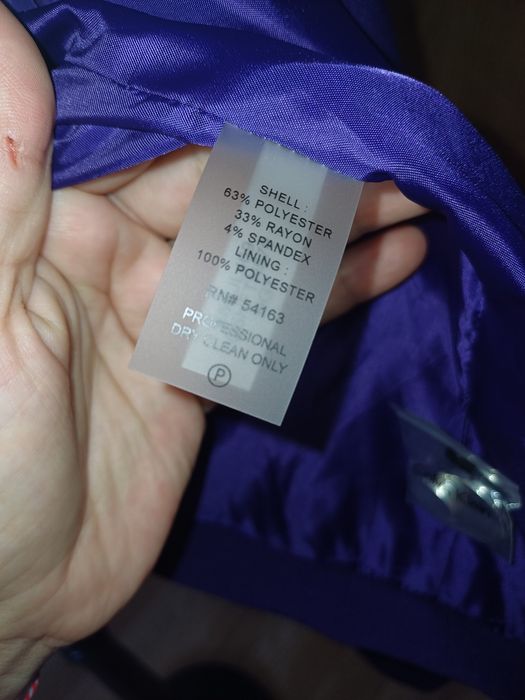 SHELL :
63% POLYESTER
33% RAYON
4% SPANDEX
LINING :
100% POLYESTER
RN# 54163
PROFESSIONAL
DRY CLEAN ONLY
P